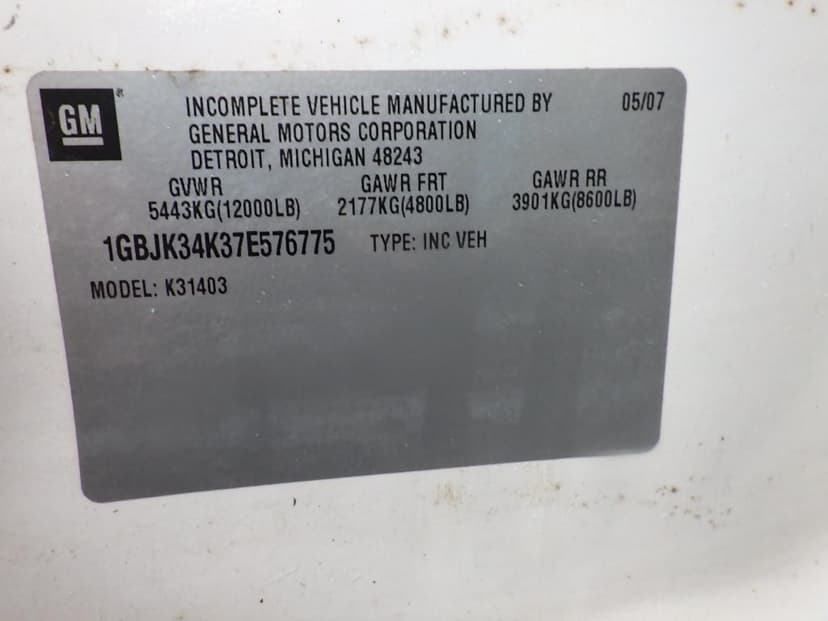 GM® INCOMPLETE VEHICLE MANUFACTURED BY 05/07
GENERAL MOTORS CORPORATION
DETROIT, MICHIGAN 48243
GVWR GAWR FRT GAWR RR
5443KG(12000LB) 2177KG(4800LB) 3901KG(8600LB)
1GBJK34K37E576775 TYPE: INC VEH
MODEL: K31403